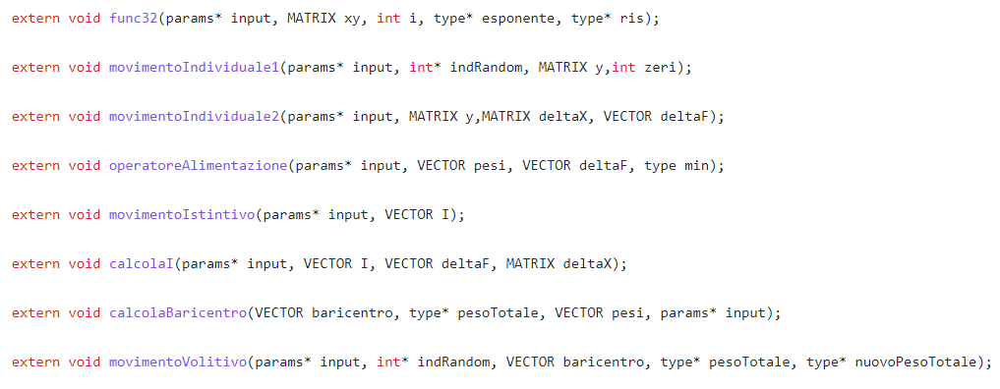 extern void func32(params* input, MATRIX xy, int i, type* esponente, type* ris);
extern void movimentoIndividuale1(params* input, int* indRandom, MATRIX y,int zeri);
extern void movimentoIndividuale2(params* input, MATRIX y,MATRIX deltaX, VECTOR deltaF);
extern void operatoreAlimentazione(params* input, VECTOR pesi, VECTOR deltaF, type min);
extern void movimentoIstintivo(params* input, VECTOR I);
extern void calcolaI(params* input, VECTOR I, VECTOR deltaF, MATRIX deltaX);
extern void calcolaBaricentro(VECTOR baricentro, type* pesoTotale, VECTOR pesi, params* input);
extern void movimentoVolitivo(params* input, int* indRandom, VECTOR baricentro, type* pesoTotale, type* nuovoPesoTotale);